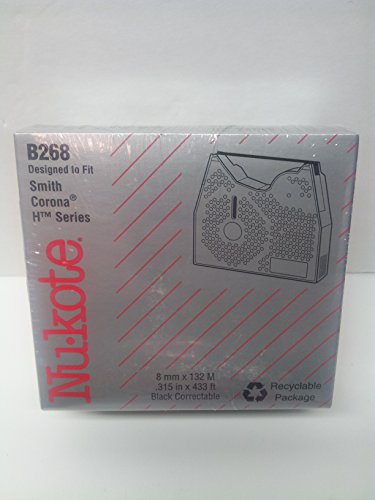 B268
Designed to Fit
Smith
Corona®
H™ Series
Nu-kote®
8 mm x 132 M
.315 in x 433 ft
Black Correctable
Recyclable
Package